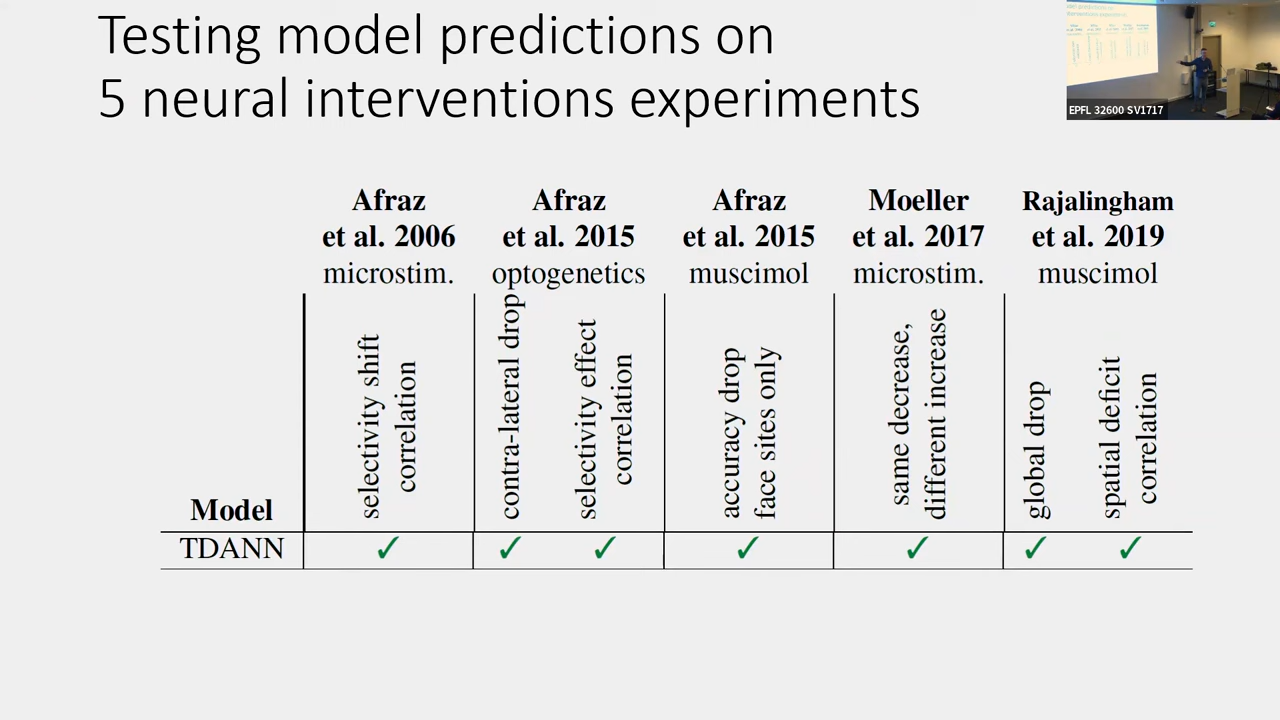 Testing model predictions on
5 neural interventions experiments
EPFL 32600 SV1717
Afraz
et al. 2006
microstim.
Afraz
et al. 2015
optogenetics
Afraz
et al. 2015
muscimol
Moeller
et al. 2017
microstim.
Rajalingham
et al. 2019
muscimol
selectivity shift
correlation
contra-lateral drop
selectivity effect
correlation
accuracy drop
face sites only
same decrease,
different increase
global drop
spatial deficit
correlation
Model
TDANN ✓ ✓ ✓ ✓ ✓ ✓ ✓